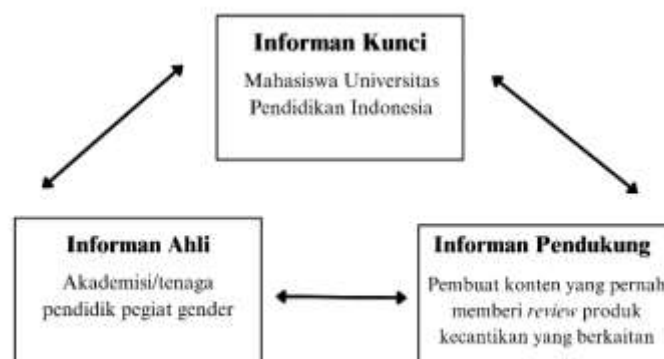 Informan Kunci
Mahasiswa Universitas
Pendidikan Indonesia
Informan Ahli
Akademisi/tenaga
pendidik pegiat gender
Informan Pendukung
Pembuat konten yang pernah
memberi review produk
kecantikan yang berkaitan